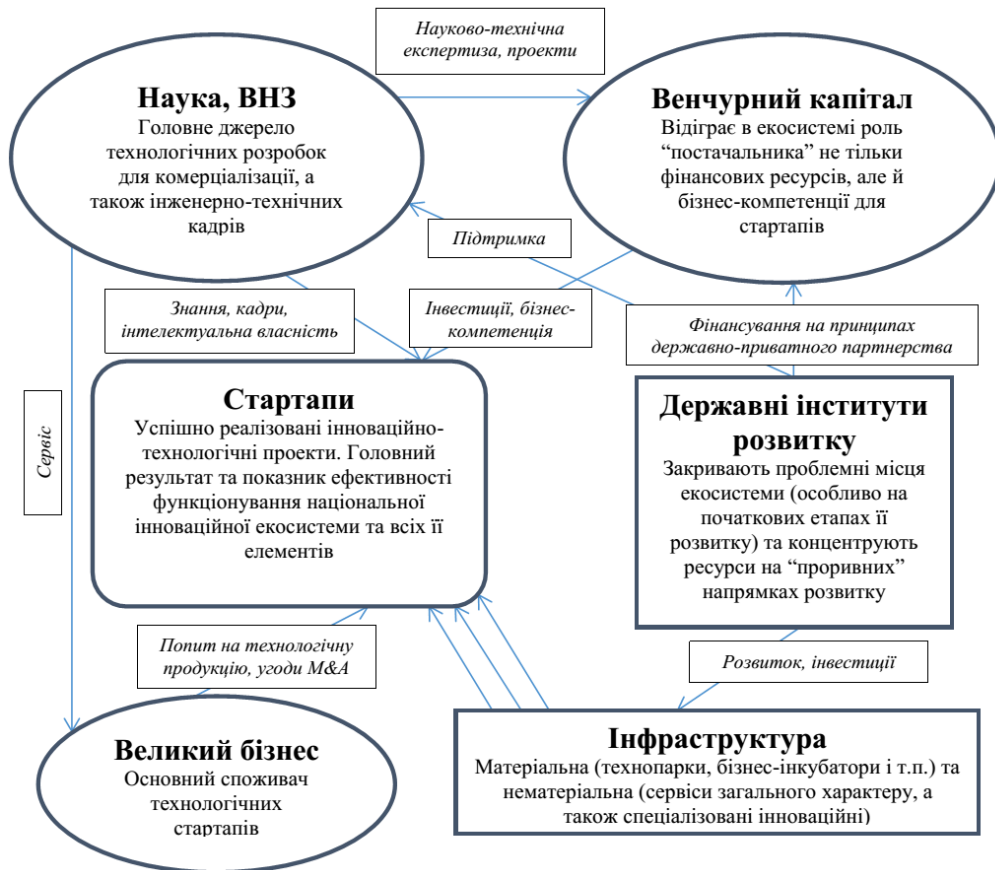 Науково-технічна
експертиза, проекти
Наука, ВНЗ
Головне джерело
технологічних розробок
для комерціалізації, а
також інженерно-технічних
кадрів
Венчурний капітал
Відіграє в екосистемі роль
“постачальника” не тільки
фінансових ресурсів, але й
бізнес-компетенції для
стартапів
Підтримка
Знання, кадри,
інтелектуальна власність
Інвестиції, бізнес-
компетенція
Фінансування на принципах
державно-приватного партнерства
Сервіс
Стартапи
Успішно реалізовані інноваційно-
технологічні проекти. Головний
результат та показник ефективності
функціонування національної
інноваційної екосистеми та всіх її
елементів
Державні інститути
розвитку
Закривають проблемні місця
екосистеми (особливо на
початкових етапах її
розвитку) та концентрують
ресурси на “проривних”
напрямках розвитку
Попит на технологічну
продукцію, угоди M&A
Розвиток, інвестиції
Великий бізнес
Основний споживач
технологічних
стартапів
Інфраструктура
Матеріальна (технопарки, бізнес-інкубатори і т.п.) та
нематеріальна (сервіси загального характеру, а
також спеціалізовані інноваційні)